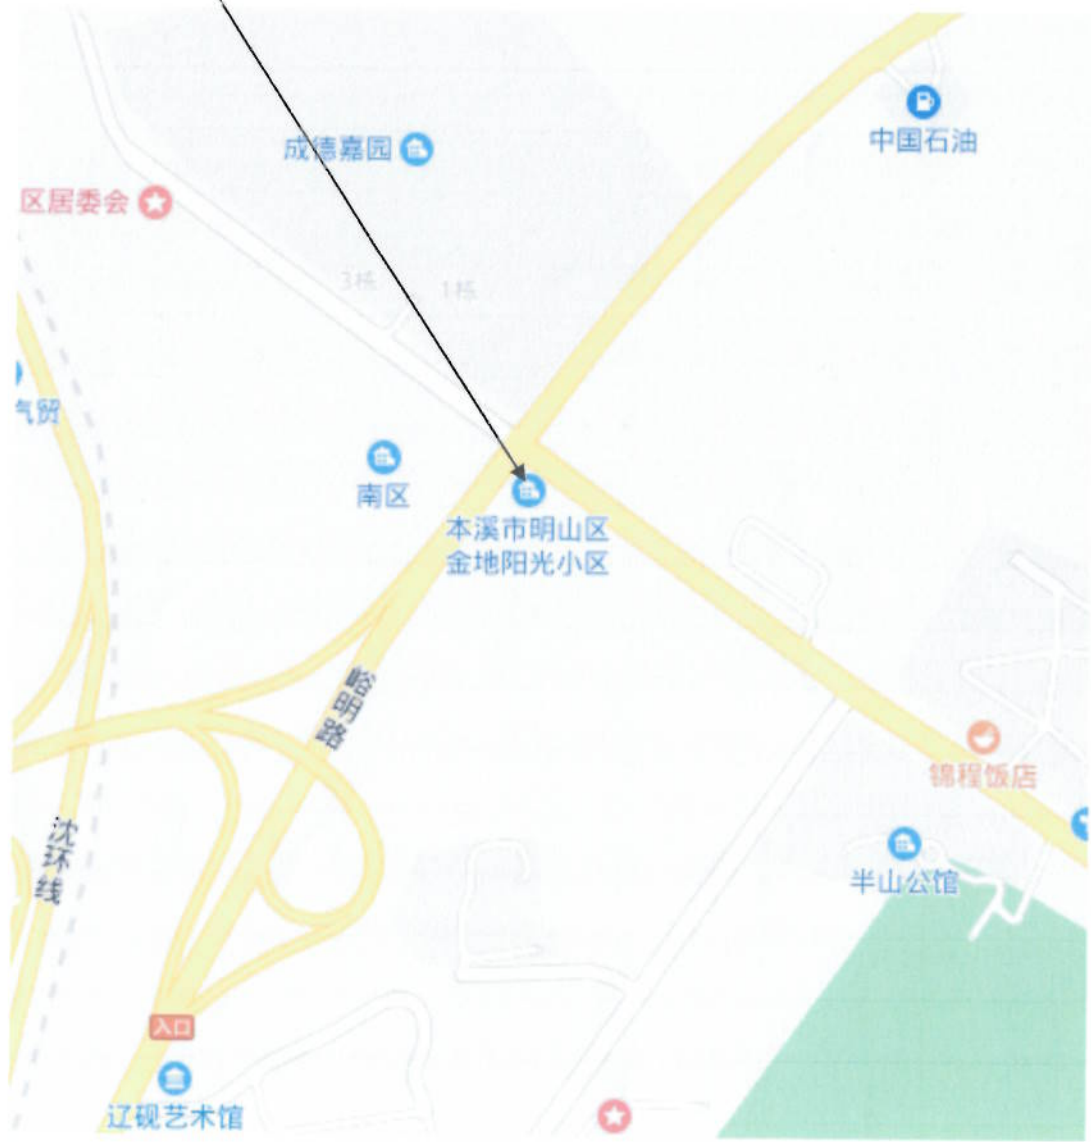 中国石油
成德嘉园
区居委会
3栋
1栋
气贸
南区
本溪市明山区
金地阳光小区
峪明路
锦程饭店
沈环线
半山公馆
入口
辽砚艺术馆